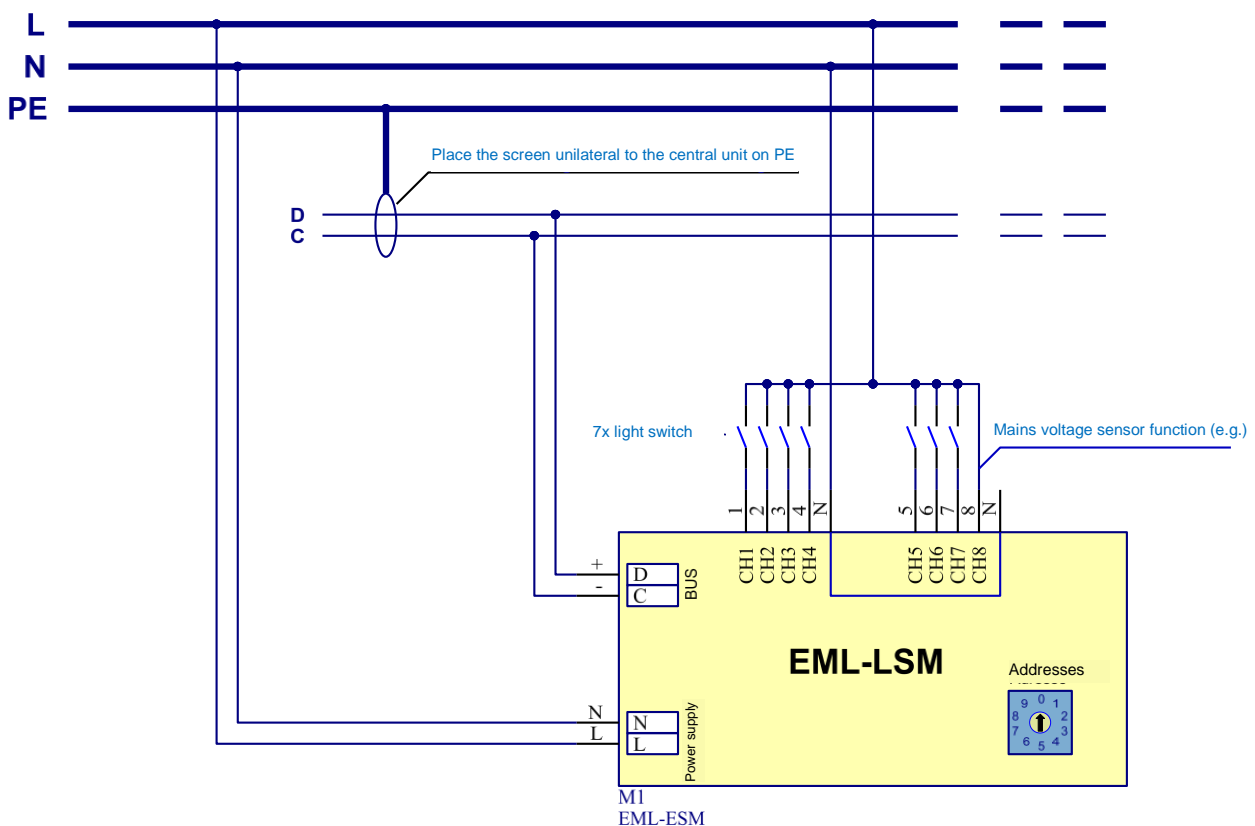 L
N
PE
Place the screen unilateral to the central unit on PE
D
C
7x light switch
Mains voltage sensor function (e.g.)
1
2
3
4
N
5
6
7
8
N
CH1
CH2
CH3
CH4
CH5
CH6
CH7
CH8
+
D
-
C
BUS
EML-LSM
Addresses
0
1
2
3
4
5
6
7
8
9
N
N
L
L
Power supply
M1
EML-ESM